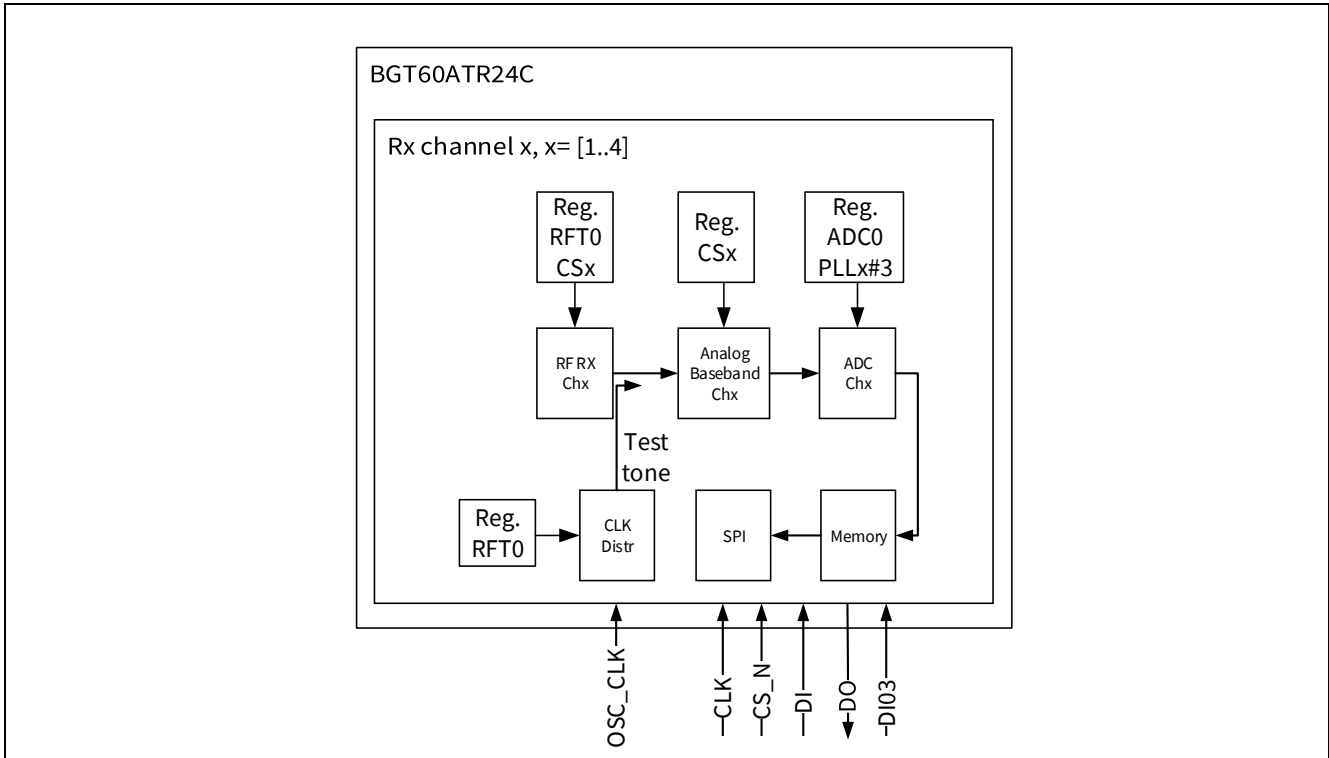 BGT60ATR24C
Rx channel x, x= [1..4]
Reg.
RFT0
CSx
Reg.
CSx
Reg.
ADC0
PLLx#3
RF RX
Chx
Analog
Baseband
Chx
ADC
Chx
Test
tone
Reg.
RFT0
CLK
Distr
SPI
Memory
OSC_CLK
CLK
CS_N
DI
DO
DI03